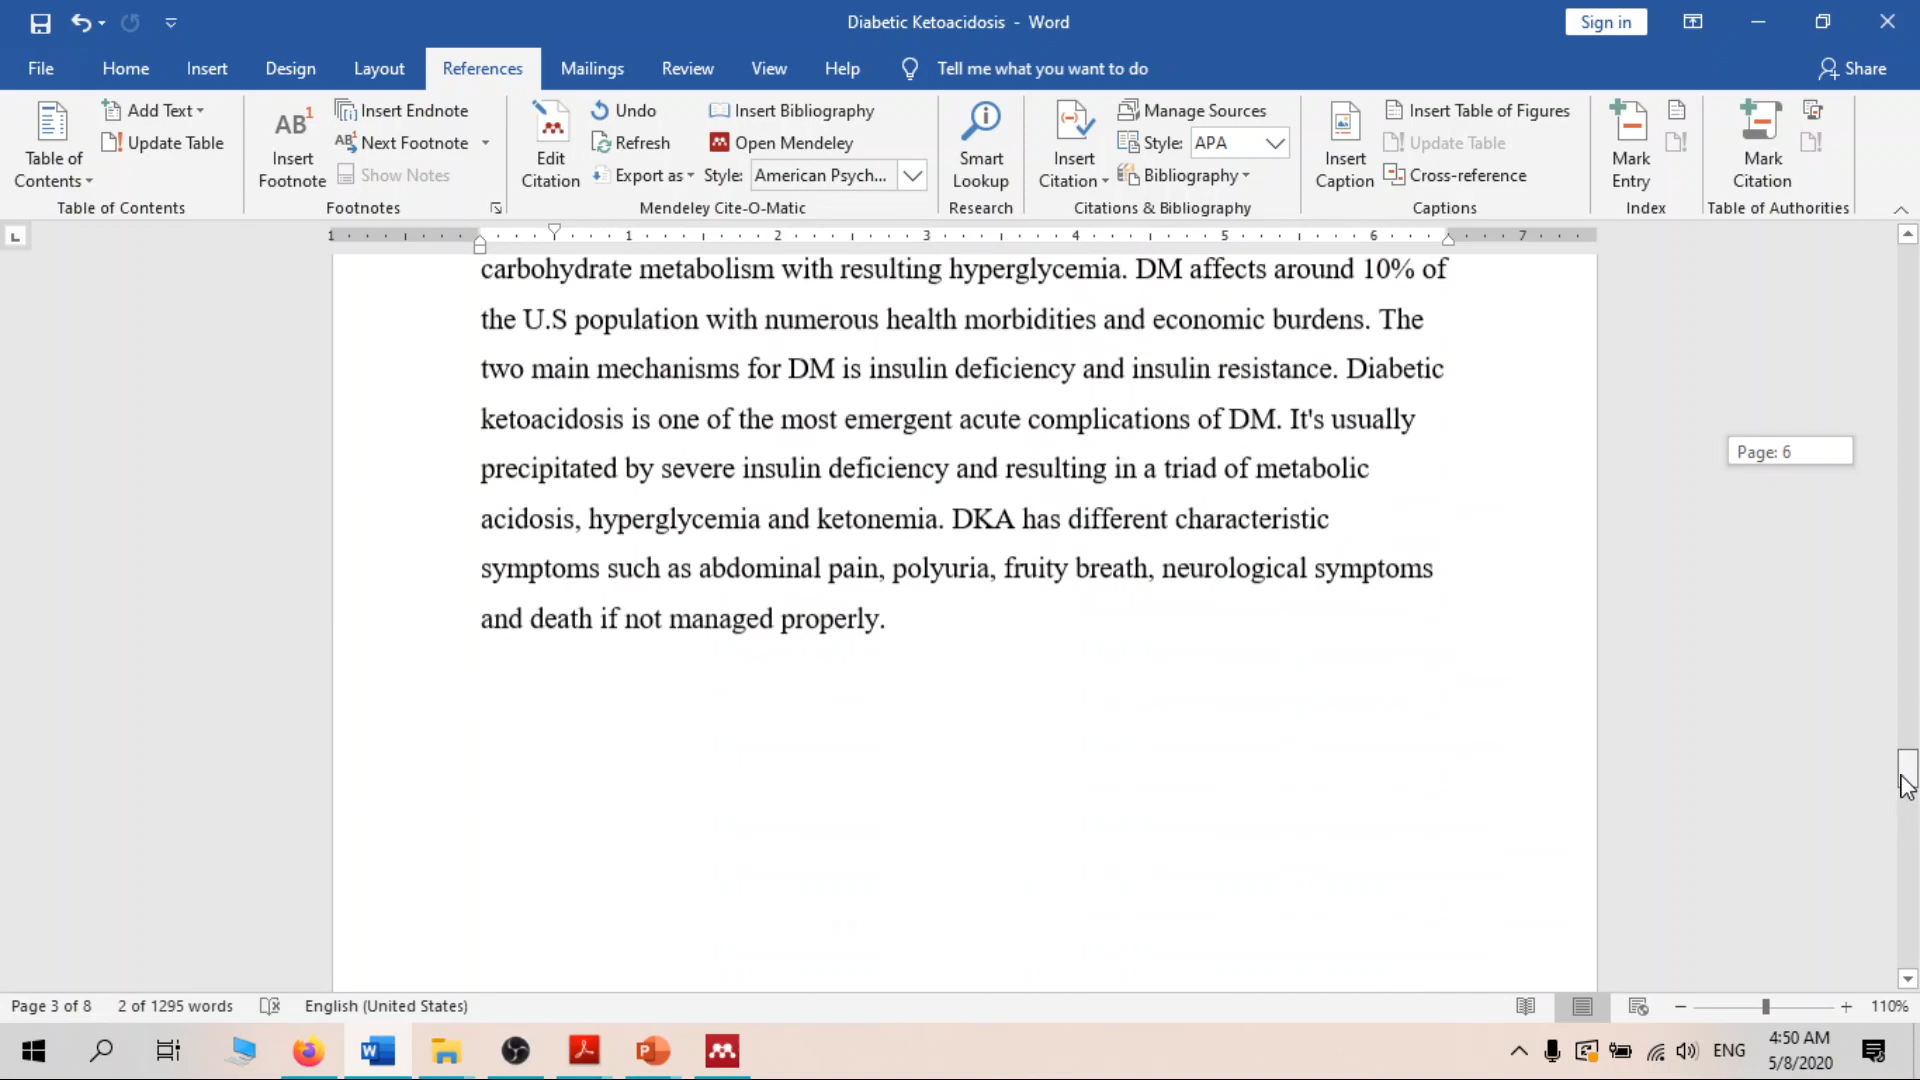 Diabetic Ketoacidosis - Word
Sign in
File Home Insert Design Layout References Mailings Review View Help Tell me what you want to do Share
Table of Contents
Add Text
Update Table
Table of Contents
AB1
Insert Footnote
Insert Endnote
Next Footnote
Show Notes
Footnotes
Edit Citation
Undo
Refresh
Export as
Insert Bibliography
Open Mendeley
Style: American Psych...
Mendeley Cite-O-Matic
Smart Lookup
Research
Insert Citation
Manage Sources
Style: APA
Bibliography
Citations & Bibliography
Insert Caption
Insert Table of Figures
Update Table
Cross-reference
Captions
Mark Entry
Index
Mark Citation
Table of Authorities
1 1 2 3 4 5 6 7
carbohydrate metabolism with resulting hyperglycemia. DM affects around 10% of
the U.S population with numerous health morbidities and economic burdens. The
two main mechanisms for DM is insulin deficiency and insulin resistance. Diabetic
ketoacidosis is one of the most emergent acute complications of DM. It's usually
precipitated by severe insulin deficiency and resulting in a triad of metabolic
acidosis, hyperglycemia and ketonemia. DKA has different characteristic
symptoms such as abdominal pain, polyuria, fruity breath, neurological symptoms
and death if not managed properly.
Page: 6
Page 3 of 8 2 of 1295 words English (United States) 110%
ENG
4:50 AM
5/8/2020